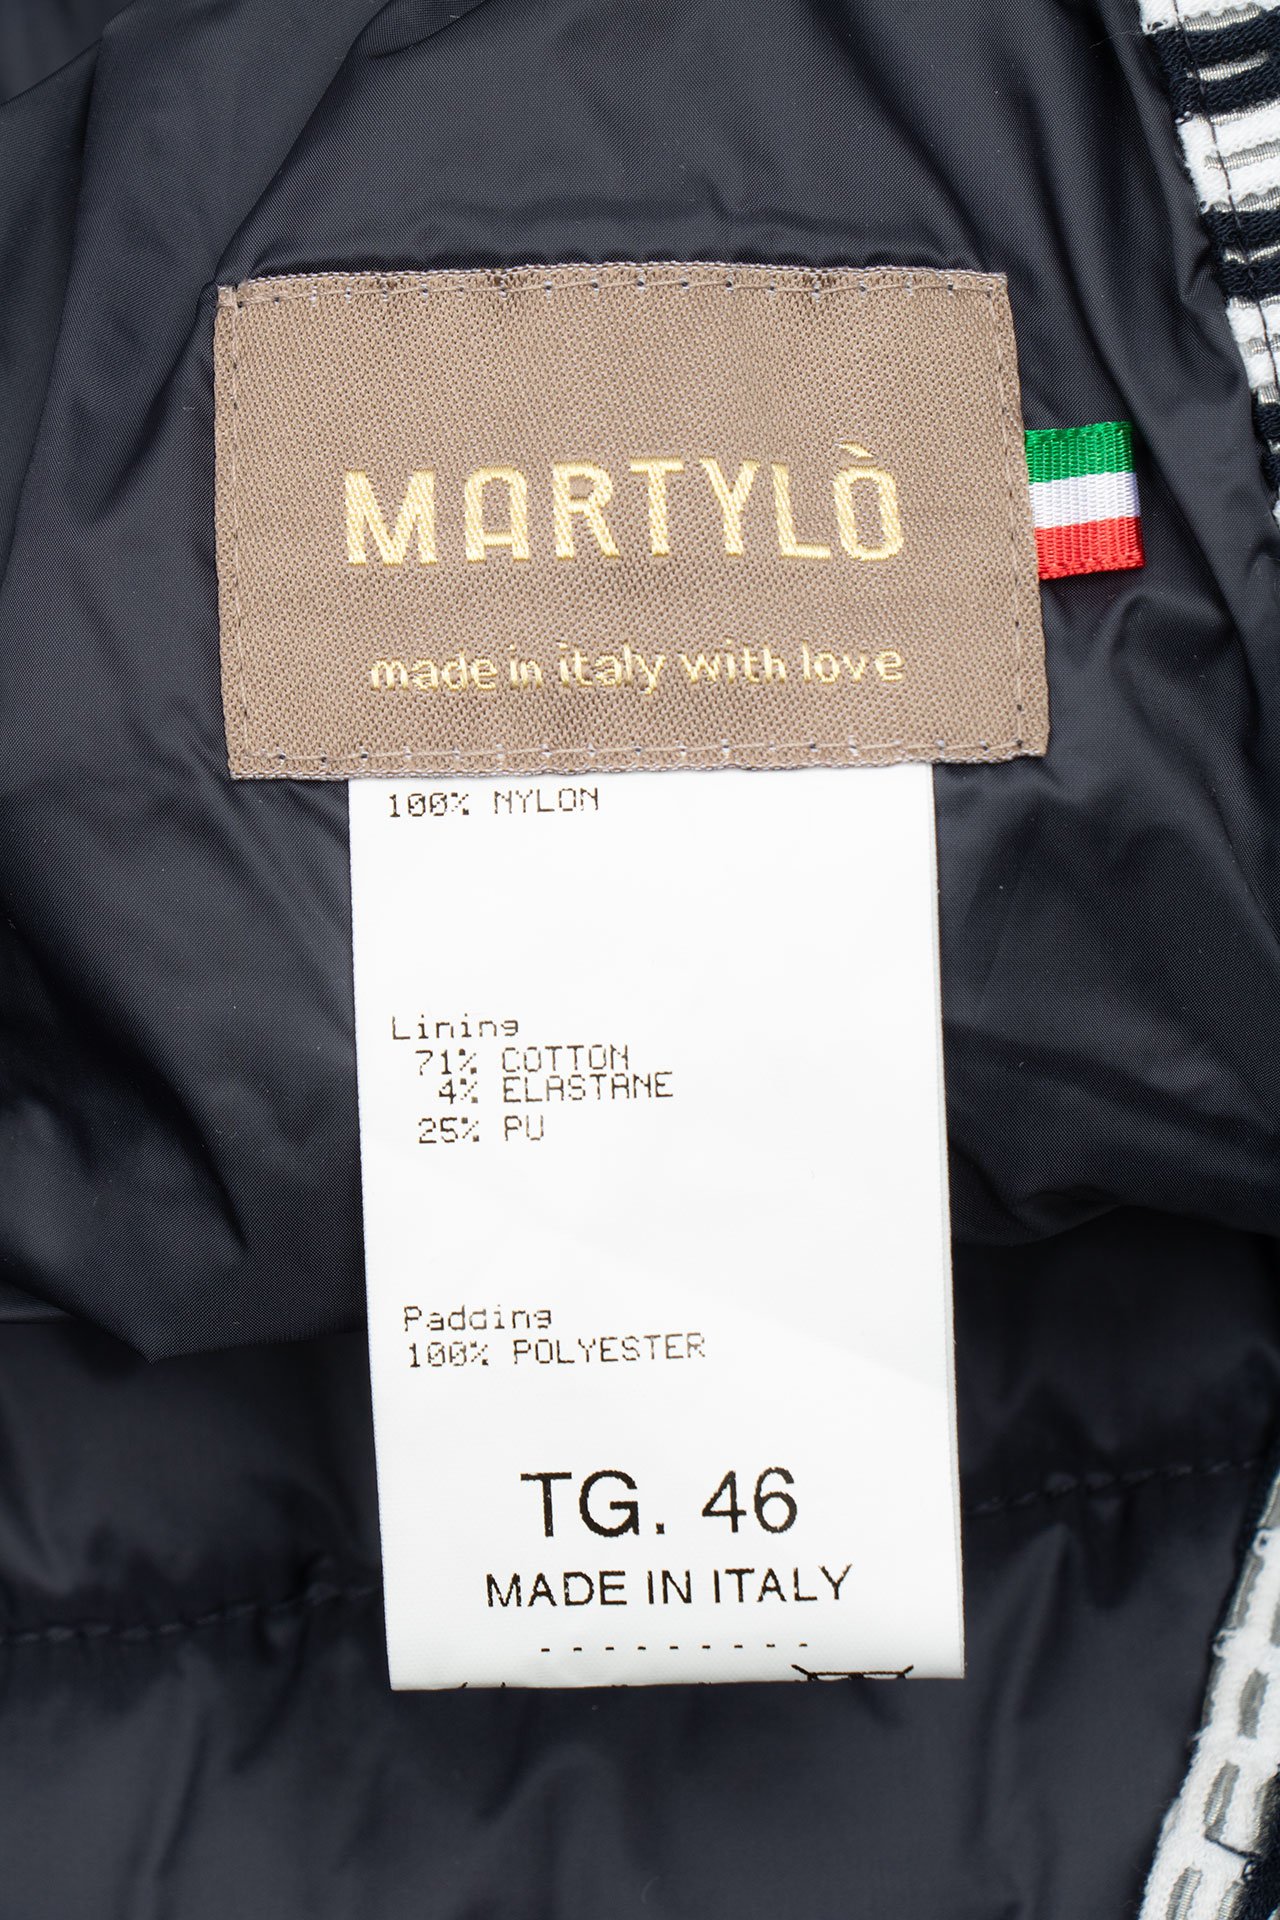 MARTYLÒ
made in italy with love
100% NYLON
Lining
71% COTTON
4% ELASTANE
25% PU
Padding
100% POLYESTER
TG. 46
MADE IN ITALY
---------